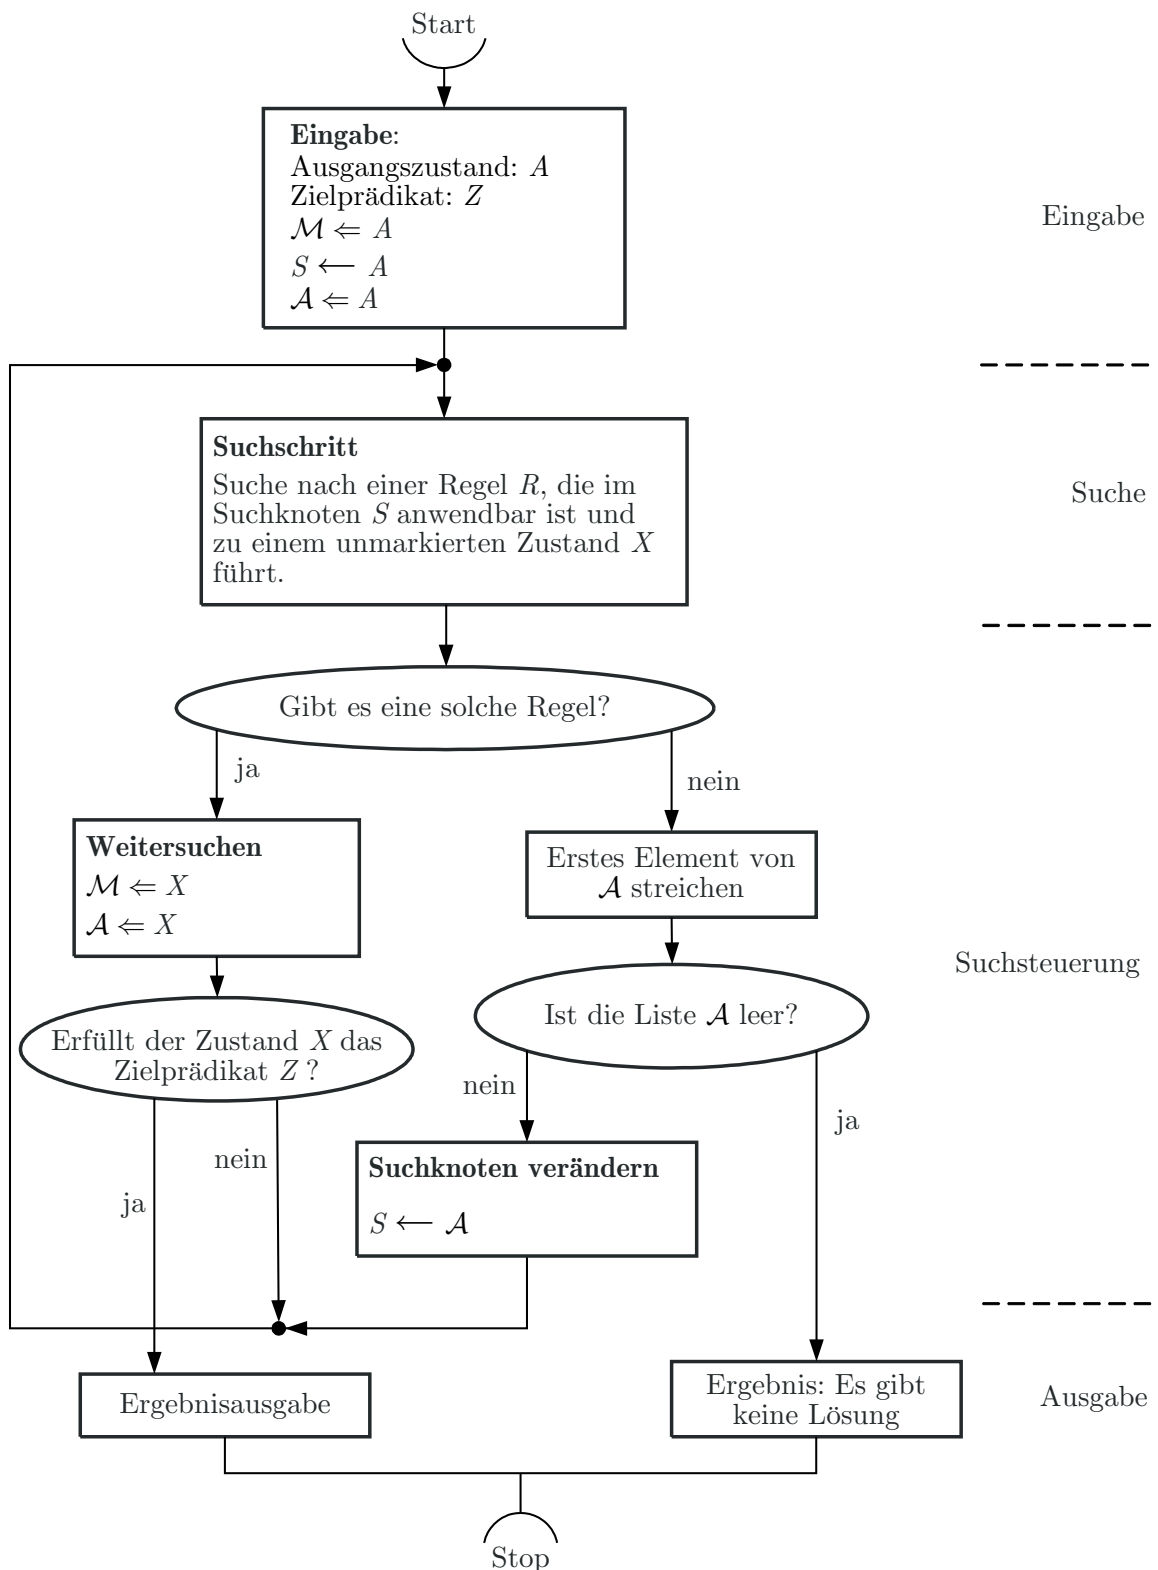 Start
Eingabe:
Ausgangszustand: A
Zielprädikat: Z
ℳ ⇐ A
S ⟵ A
𝒜 ⇐ A
Eingabe
Suchschritt
Suche nach einer Regel R, die im
Suchknoten S anwendbar ist und
zu einem unmarkierten Zustand X
führt.
Suche
Gibt es eine solche Regel?
ja
nein
Weitersuchen
ℳ ⇐ X
𝒜 ⇐ X
Erstes Element von
𝒜 streichen
Suchsteuerung
Erfüllt der Zustand X das
Zielprädikat Z ?
Ist die Liste 𝒜 leer?
nein
ja
nein
ja
Suchknoten verändern
S ⟵ 𝒜
Ergebnisausgabe
Ergebnis: Es gibt
keine Lösung
Ausgabe
Stop